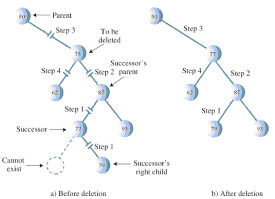 50
Parent
Step 3
To be
deleted
75
Step 4
Step 2
Successor's
parent
62
87
Step 1
Successor
77
93
Cannot
exist
Step 1
79
Successor's
right child
a) Before deletion
50
Step 3
77
Step 4
Step 2
62
87
Step 1
79
93
b) After deletion